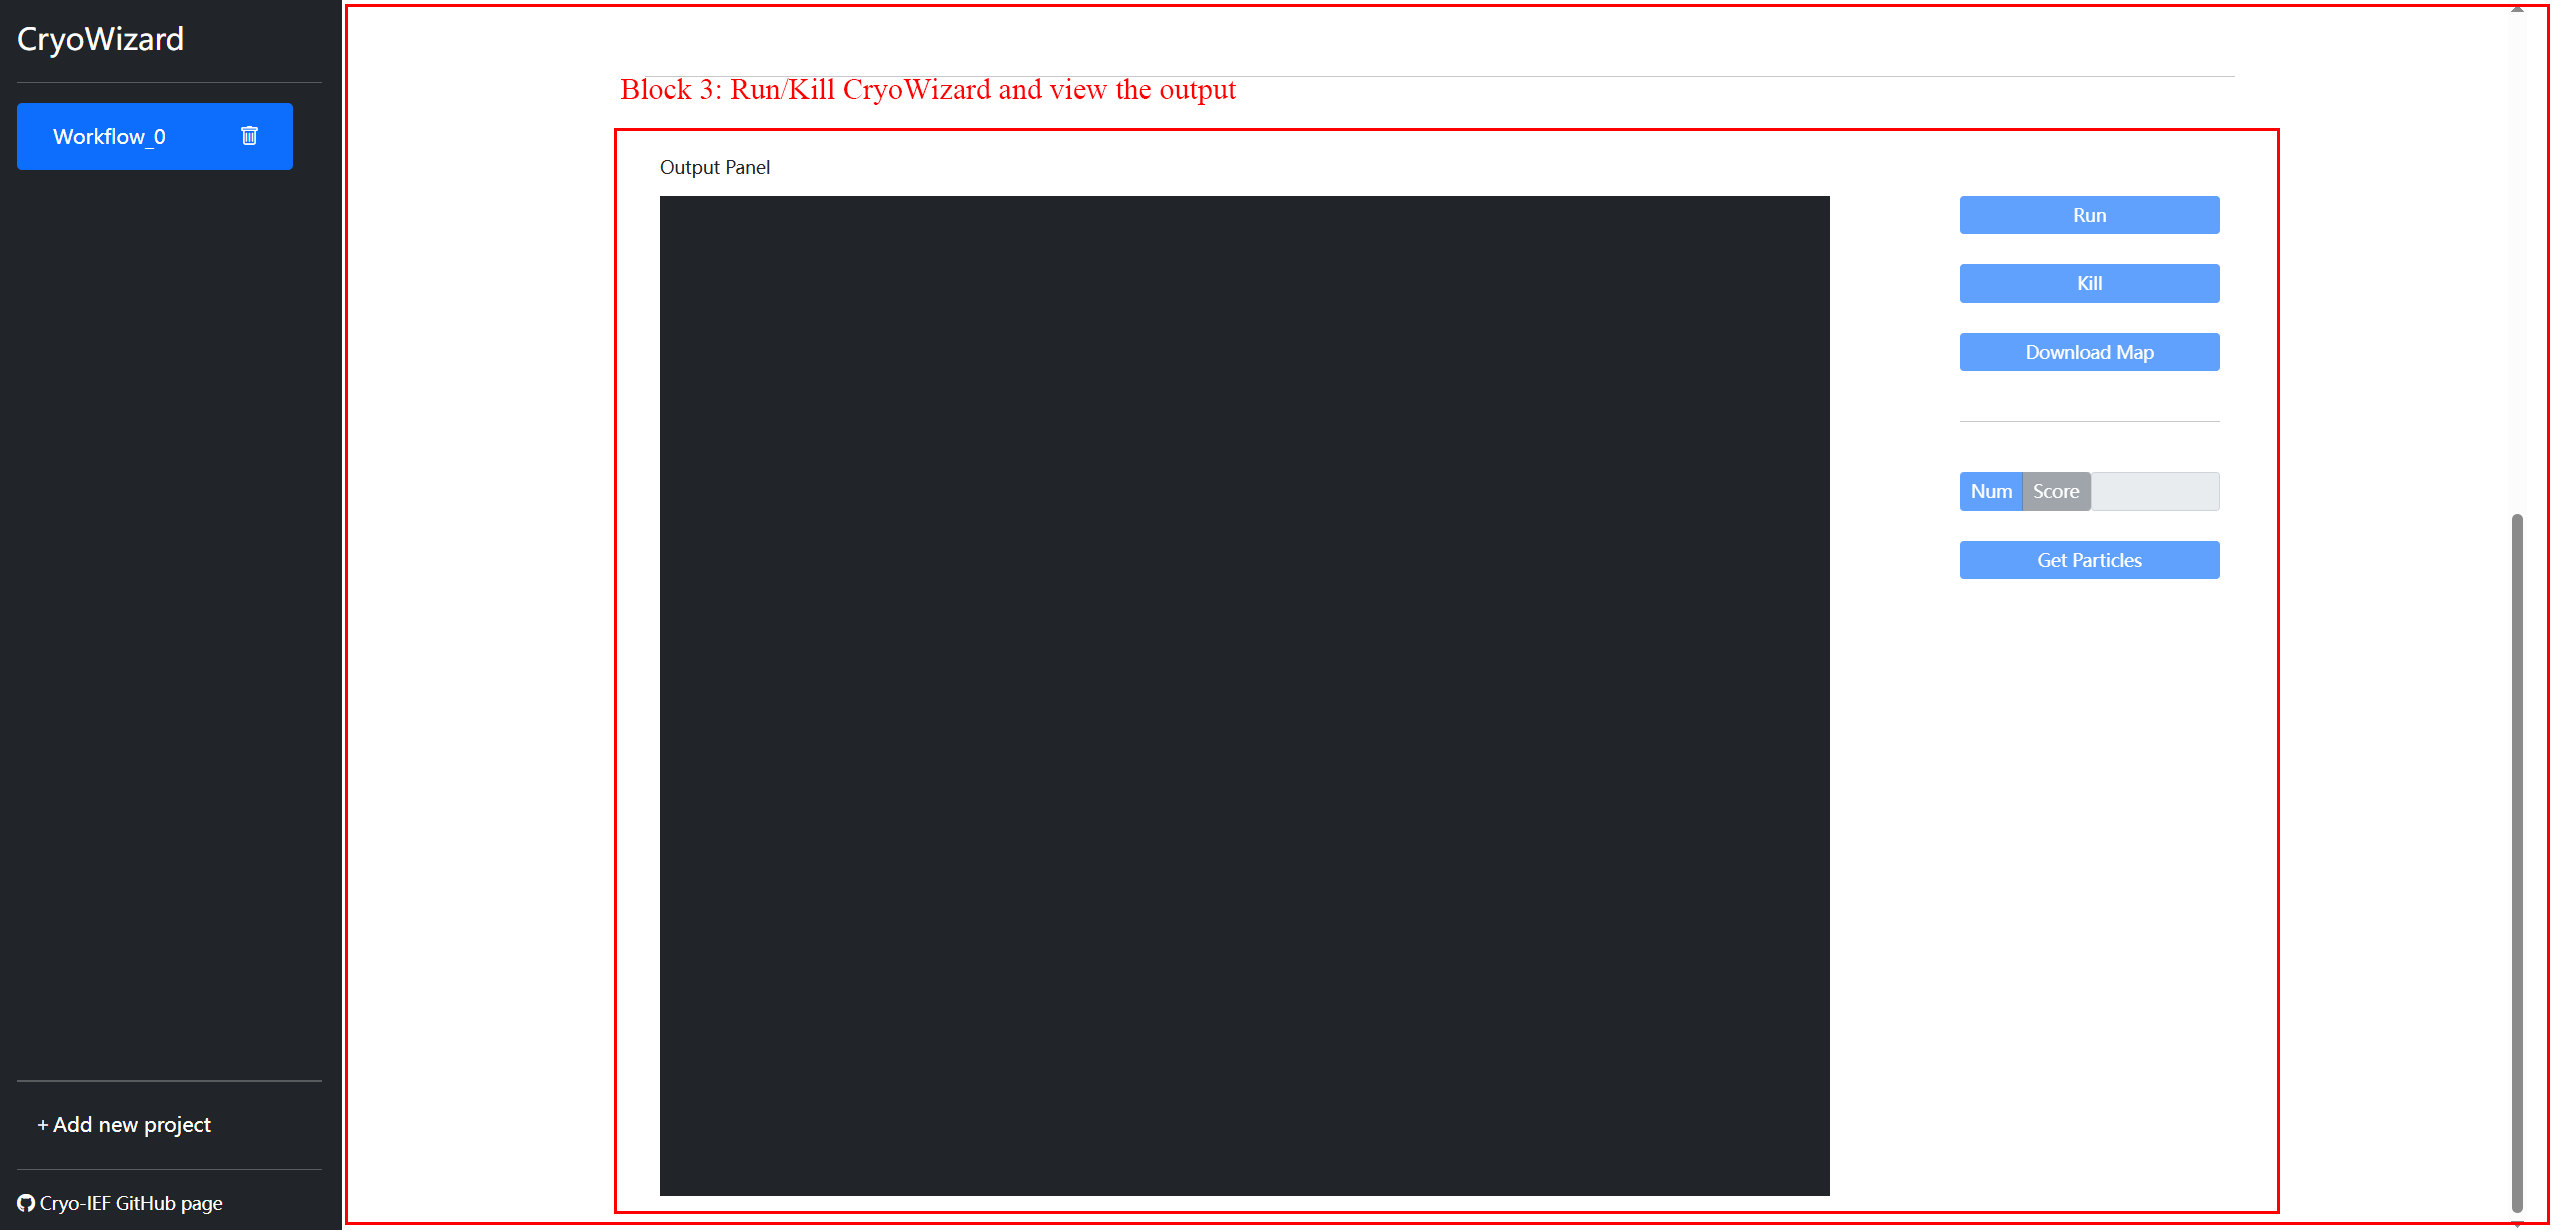 CryoWizard
Workflow_0
+ Add new project
Cryo-IEF GitHub page
Block 3: Run/Kill CryoWizard and view the output
Output Panel
Run
Kill
Download Map
Num Score
Get Particles